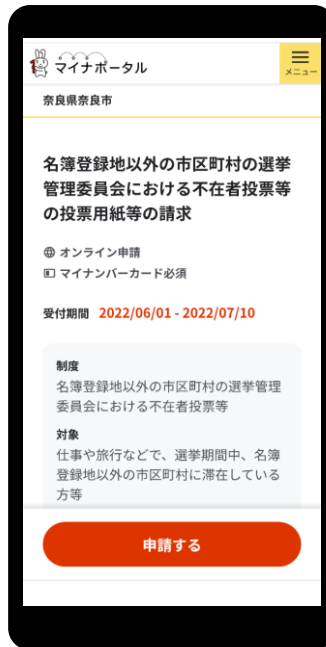 マイナポータル
メニュー
奈良県奈良市
名簿登録地以外の市区町村の選挙
管理委員会における不在者投票等
の投票用紙等の請求
オンライン申請
マイナンバーカード必須
受付期間 2022/06/01 - 2022/07/10
制度
名簿登録地以外の市区町村の選挙管理
委員会における不在者投票等
対象
仕事や旅行などで、選挙期間中、名簿
登録地以外の市区町村に滞在している
方等
申請する